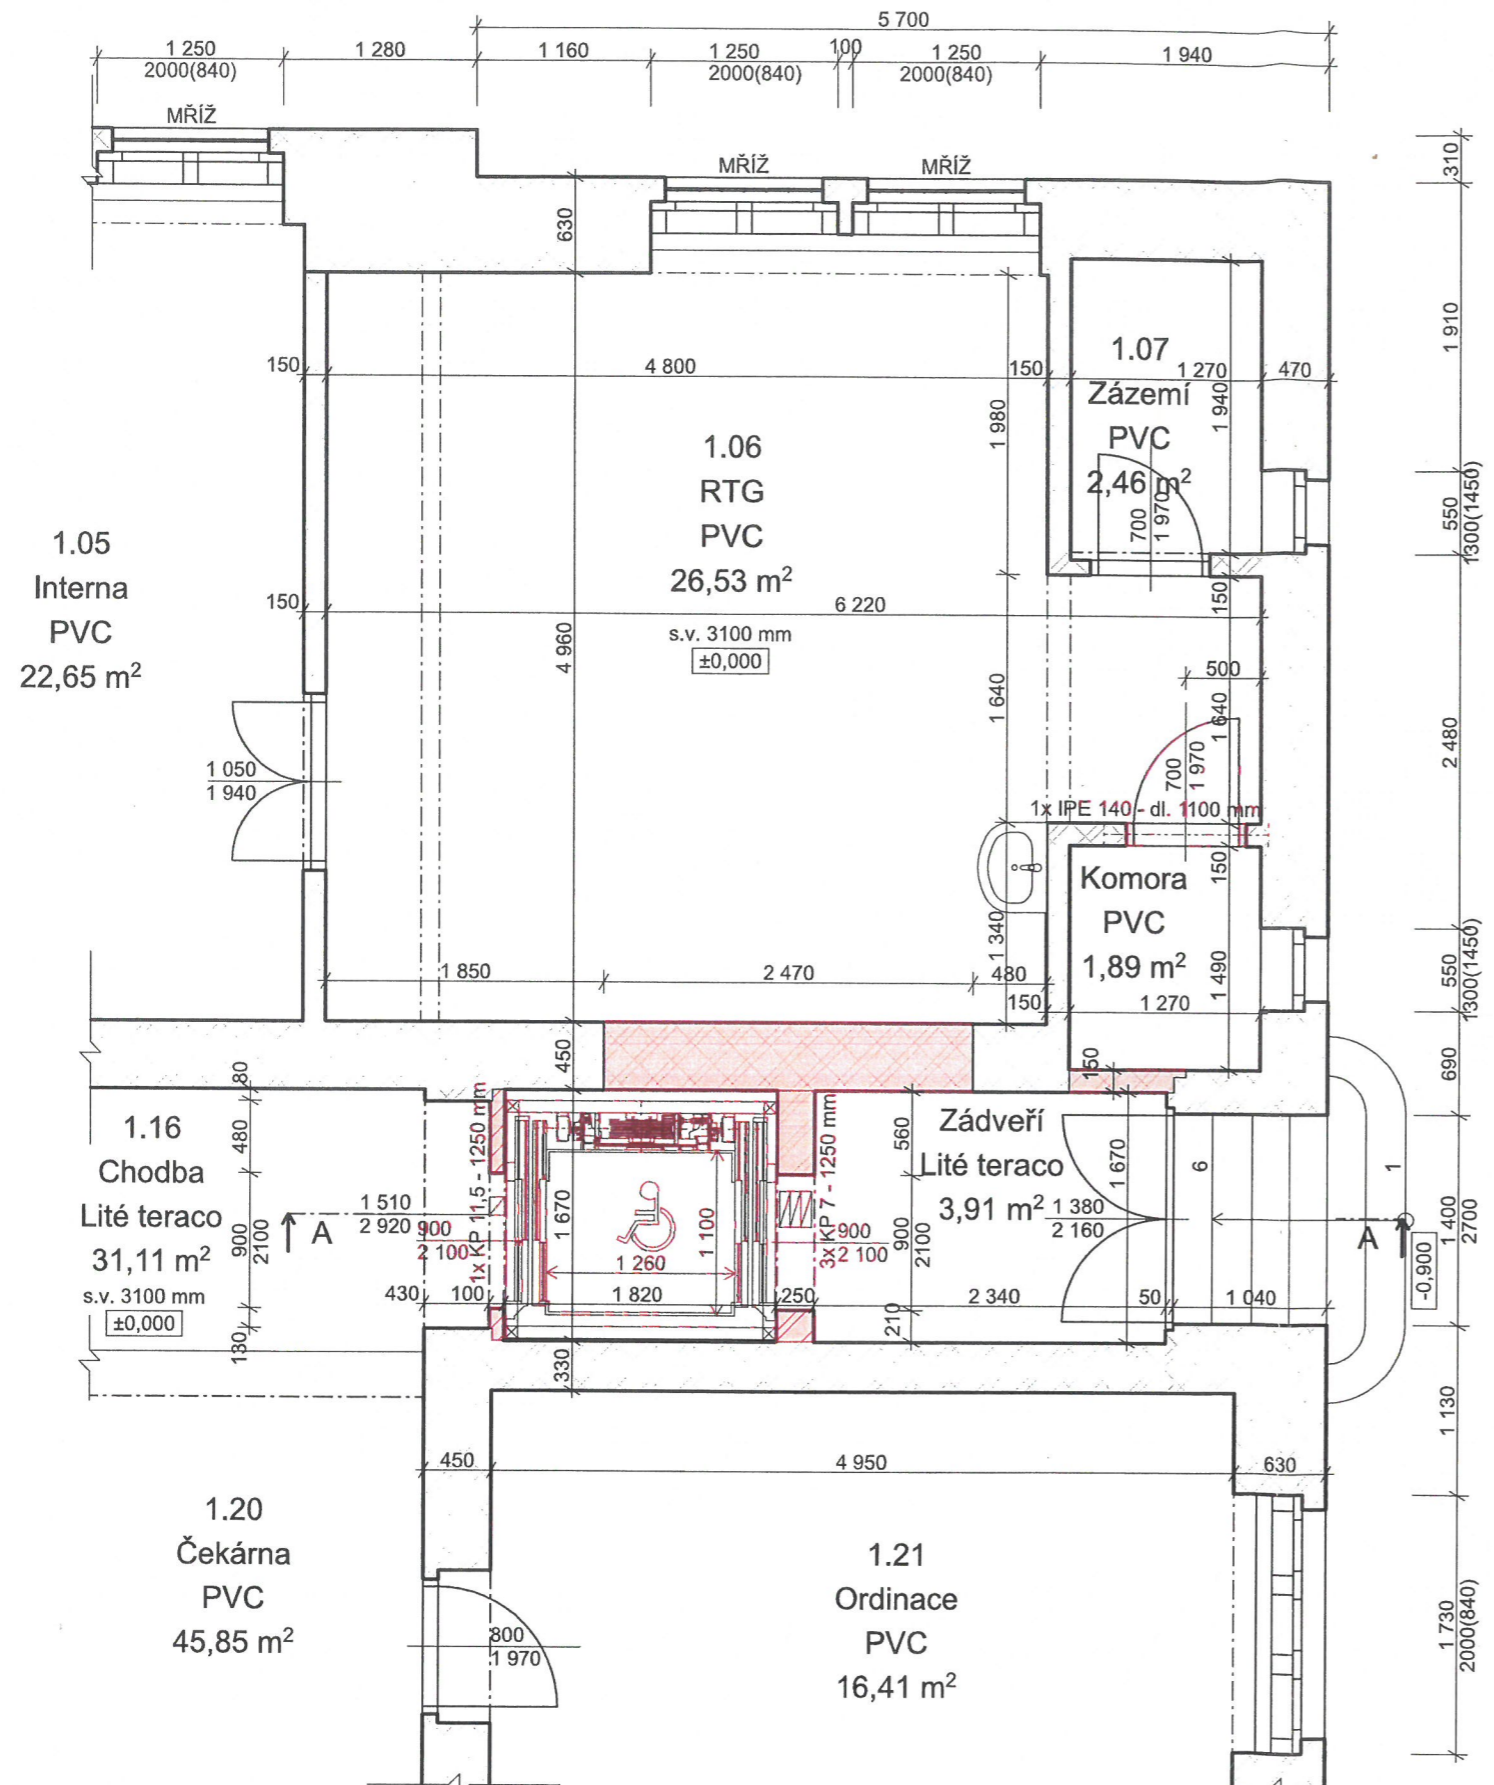 5 700
1 250
1 280
1 160
1 250
100
1 250
1 940
2000(840)
2000(840)
2000(840)
MŘÍŽ
MŘÍŽ
MŘÍŽ
310
630
1 910
150
4 800
150
1 270
470
1.07
Zázemí
PVC
2,46 m²
1 940
1 980
700
1 970
550
1300(1450)
1.06
RTG
PVC
26,53 m²
s.v. 3100 mm
±0,000
1.05
Interna
PVC
22,65 m²
150
6 220
150
4 960
500
1 640
1 640
2 480
700
1 970
1 050
1 940
1x IPE 140 - dl. 1100 mm
150
Komora
PVC
1,89 m²
1 340
1 490
550
1300(1450)
1 850
2 470
480
150
1 270
450
150
690
80
1.16
Chodba
Lité teraco
31,11 m²
s.v. 3100 mm
±0,000
480
900
2100
130
1 510
2 920
A
900
2 100
1x KP 11,5 - 1250 mm
1 670
1 100
1 260
3x KP 7 - 1250 mm
900
2 100
560
900
2100
210
Zádveří
Lité teraco
3,91 m²
1 670
1 380
2 160
6
1
A
-0,900
1 400
2700
430
100
1 820
250
2 340
50
1 040
330
1 130
450
4 950
630
1.20
Čekárna
PVC
45,85 m²
1.21
Ordinace
PVC
16,41 m²
800
1 970
1 730
2000(840)